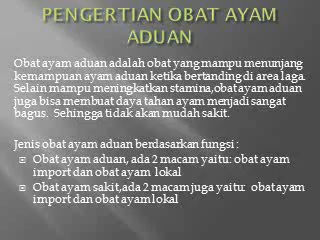 PENGERTIAN OBAT AYAM
ADUAN
Obat ayam aduan adalah obat yang mampu menunjang
kemampuan ayam aduan ketika bertanding di area laga.
Selain mampu meningkatkan stamina,obat ayam aduan
juga bisa membuat daya tahan ayam menjadi sangat
bagus. Sehingga tidak akan mudah sakit.
Jenis obat ayam aduan berdasarkan fungsi :
Obat ayam aduan, ada 2 macam yaitu: obat ayam
import dan obat ayam lokal
Obat ayam sakit,ada 2 macam juga yaitu: obat ayam
import dan obat ayam lokal